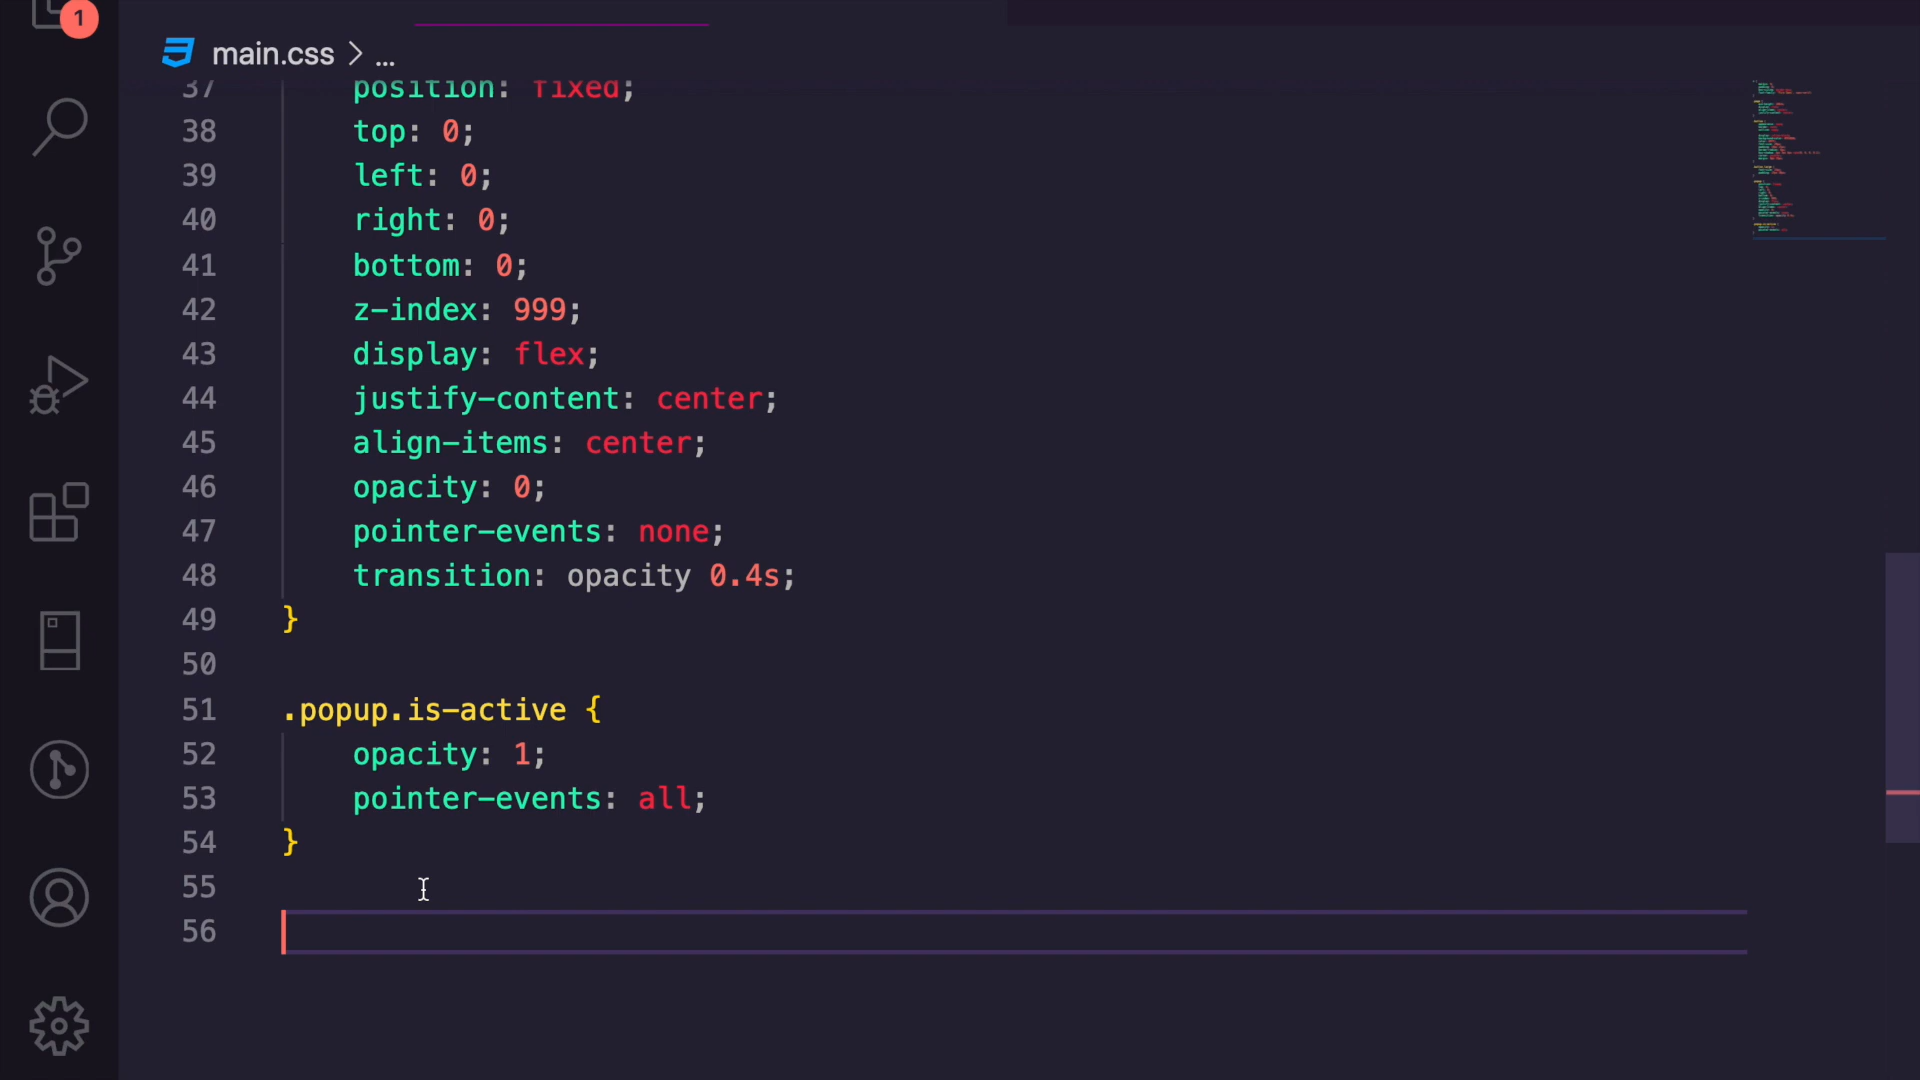 1
main.css > ...
37 position: fixed;
38 top: 0;
39 left: 0;
40 right: 0;
41 bottom: 0;
42 z-index: 999;
43 display: flex;
44 justify-content: center;
45 align-items: center;
46 opacity: 0;
47 pointer-events: none;
48 transition: opacity 0.4s;
49 }
50
51 .popup.is-active {
52 opacity: 1;
53 pointer-events: all;
54 }
55
56